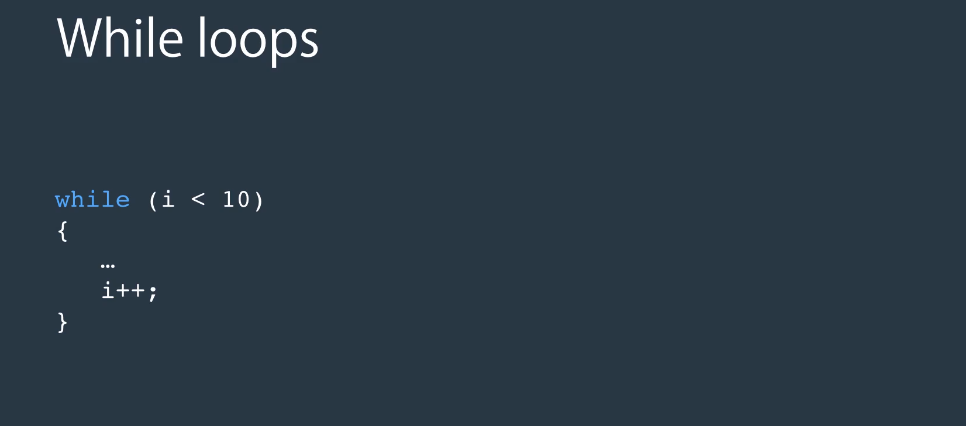 While loops
while (i < 10)
{
…
i++;
}